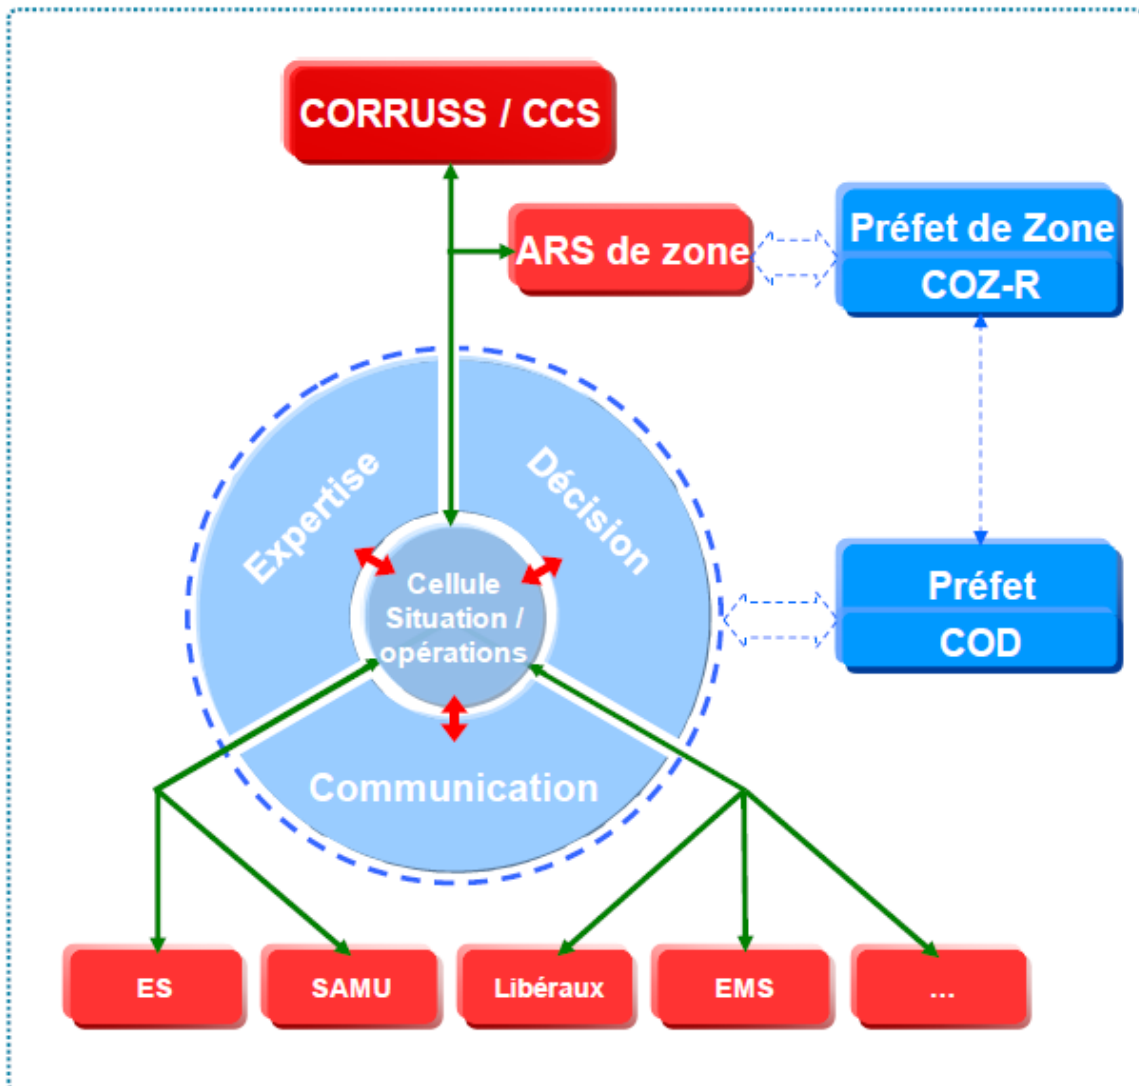 CORRUSS / CCS
ARS de zone
Préfet de Zone
COZ-R
Expertise
Décision
Cellule
Situation /
opérations
Préfet
COD
Communication
ES
SAMU
Libéraux
EMS
...